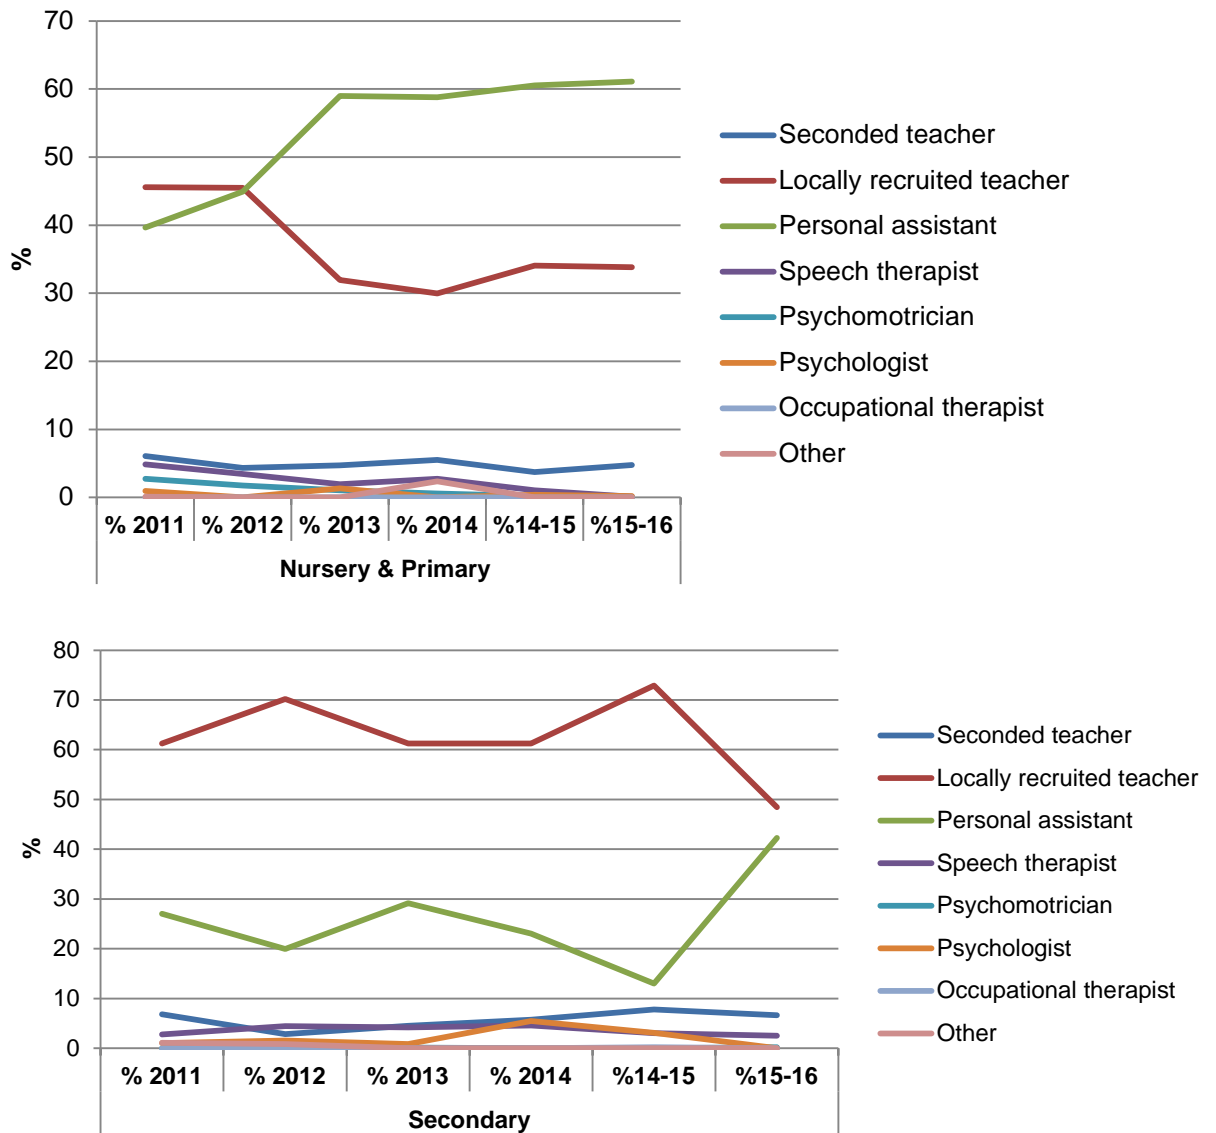 70
60
50
40
30
20
10
0
%
% 2011 % 2012 % 2013 % 2014 %14-15 %15-16
Nursery & Primary
Seconded teacher
Locally recruited teacher
Personal assistant
Speech therapist
Psychomotrician
Psychologist
Occupational therapist
Other
80
70
60
50
40
30
20
10
0
%
% 2011 % 2012 % 2013 % 2014 %14-15 %15-16
Secondary
Seconded teacher
Locally recruited teacher
Personal assistant
Speech therapist
Psychomotrician
Psychologist
Occupational therapist
Other